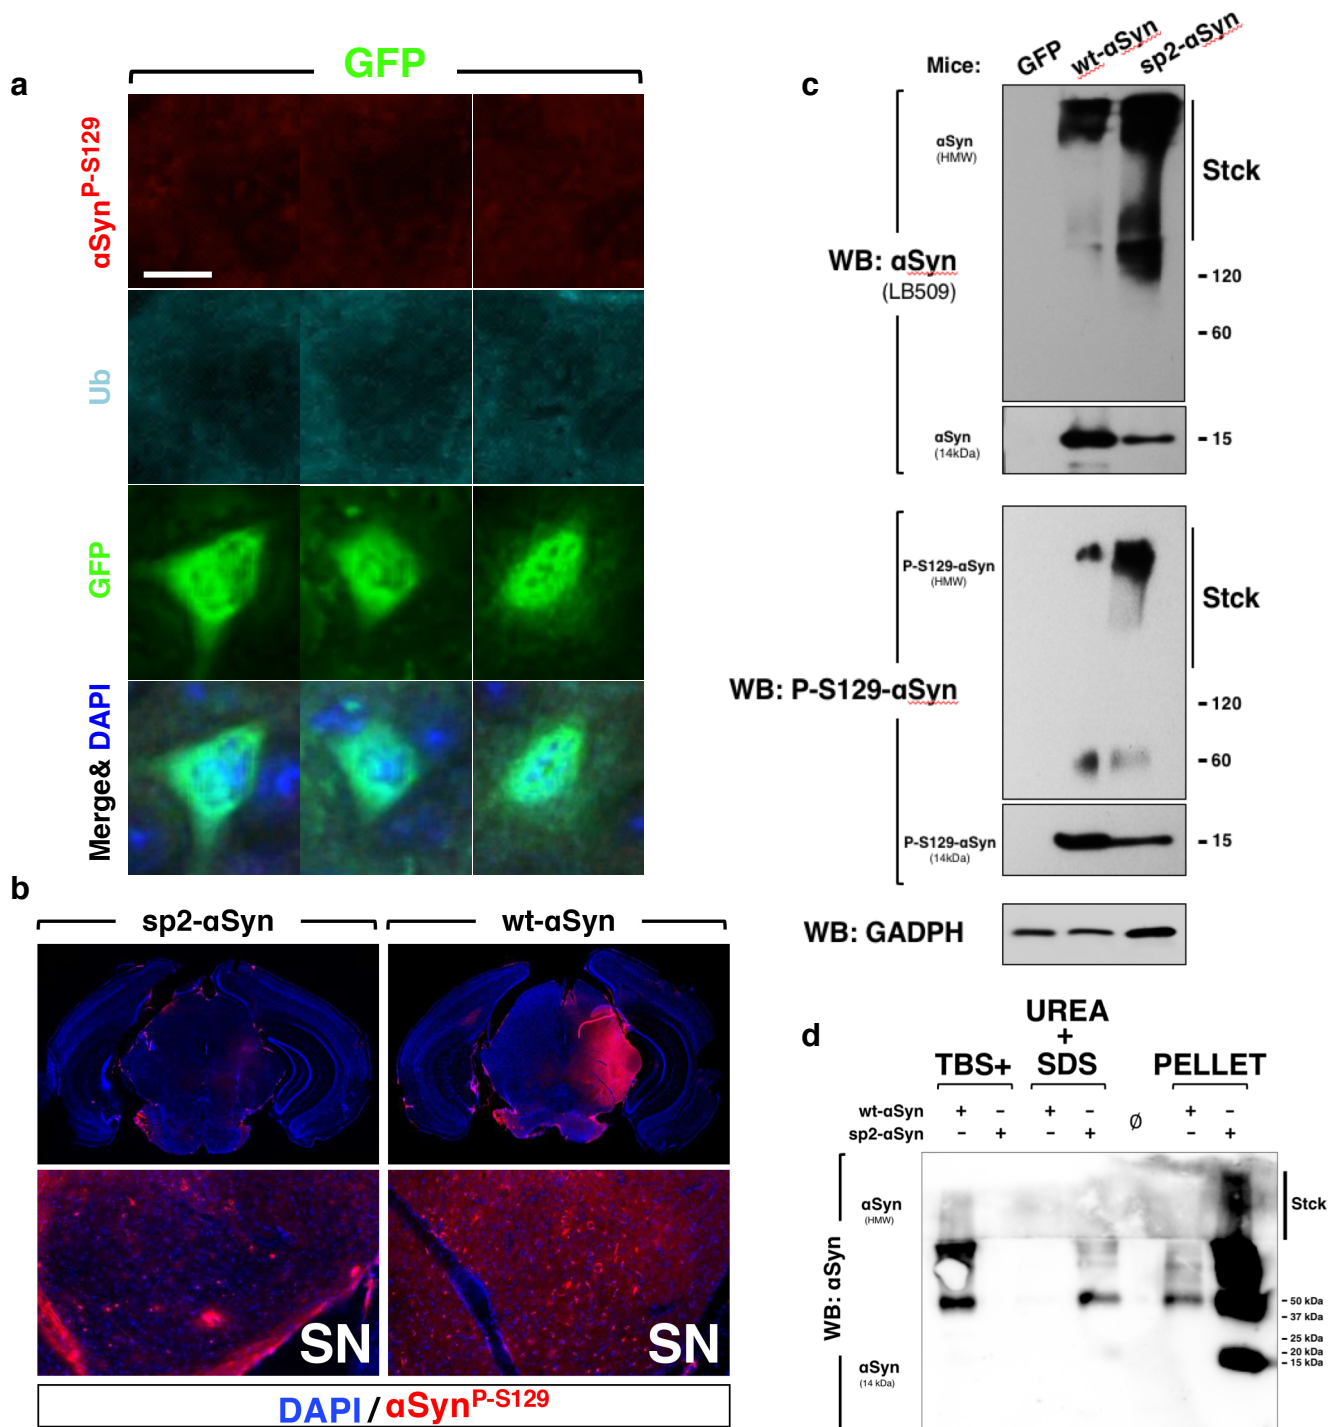 a
GFP
αSynP-S129
Ub
GFP
Merge& DAPI
b
sp2-αSyn
wt-αSyn
SN
SN
DAPI / αSynP-S129
c
Mice:
GFP
wt-αSyn
sp2-αSyn
αSyn
(HMW)
Stck
WB: αSyn
(LB509)
- 120
- 60
αSyn
(14kDa)
- 15
P-S129-αSyn
(HMW)
Stck
WB: P-S129-αSyn
- 120
- 60
P-S129-αSyn
(14kDa)
- 15
WB: GADPH
d
TBS+
UREA
+
SDS
PELLET
wt-αSyn + - + - + -
sp2-αSyn - + - + Ø - +
WB: αSyn
αSyn
(HMW)
Stck
- 50 kDa
- 37 kDa
- 25 kDa
- 20 kDa
- 15 kDa
αSyn
(14 kDa)